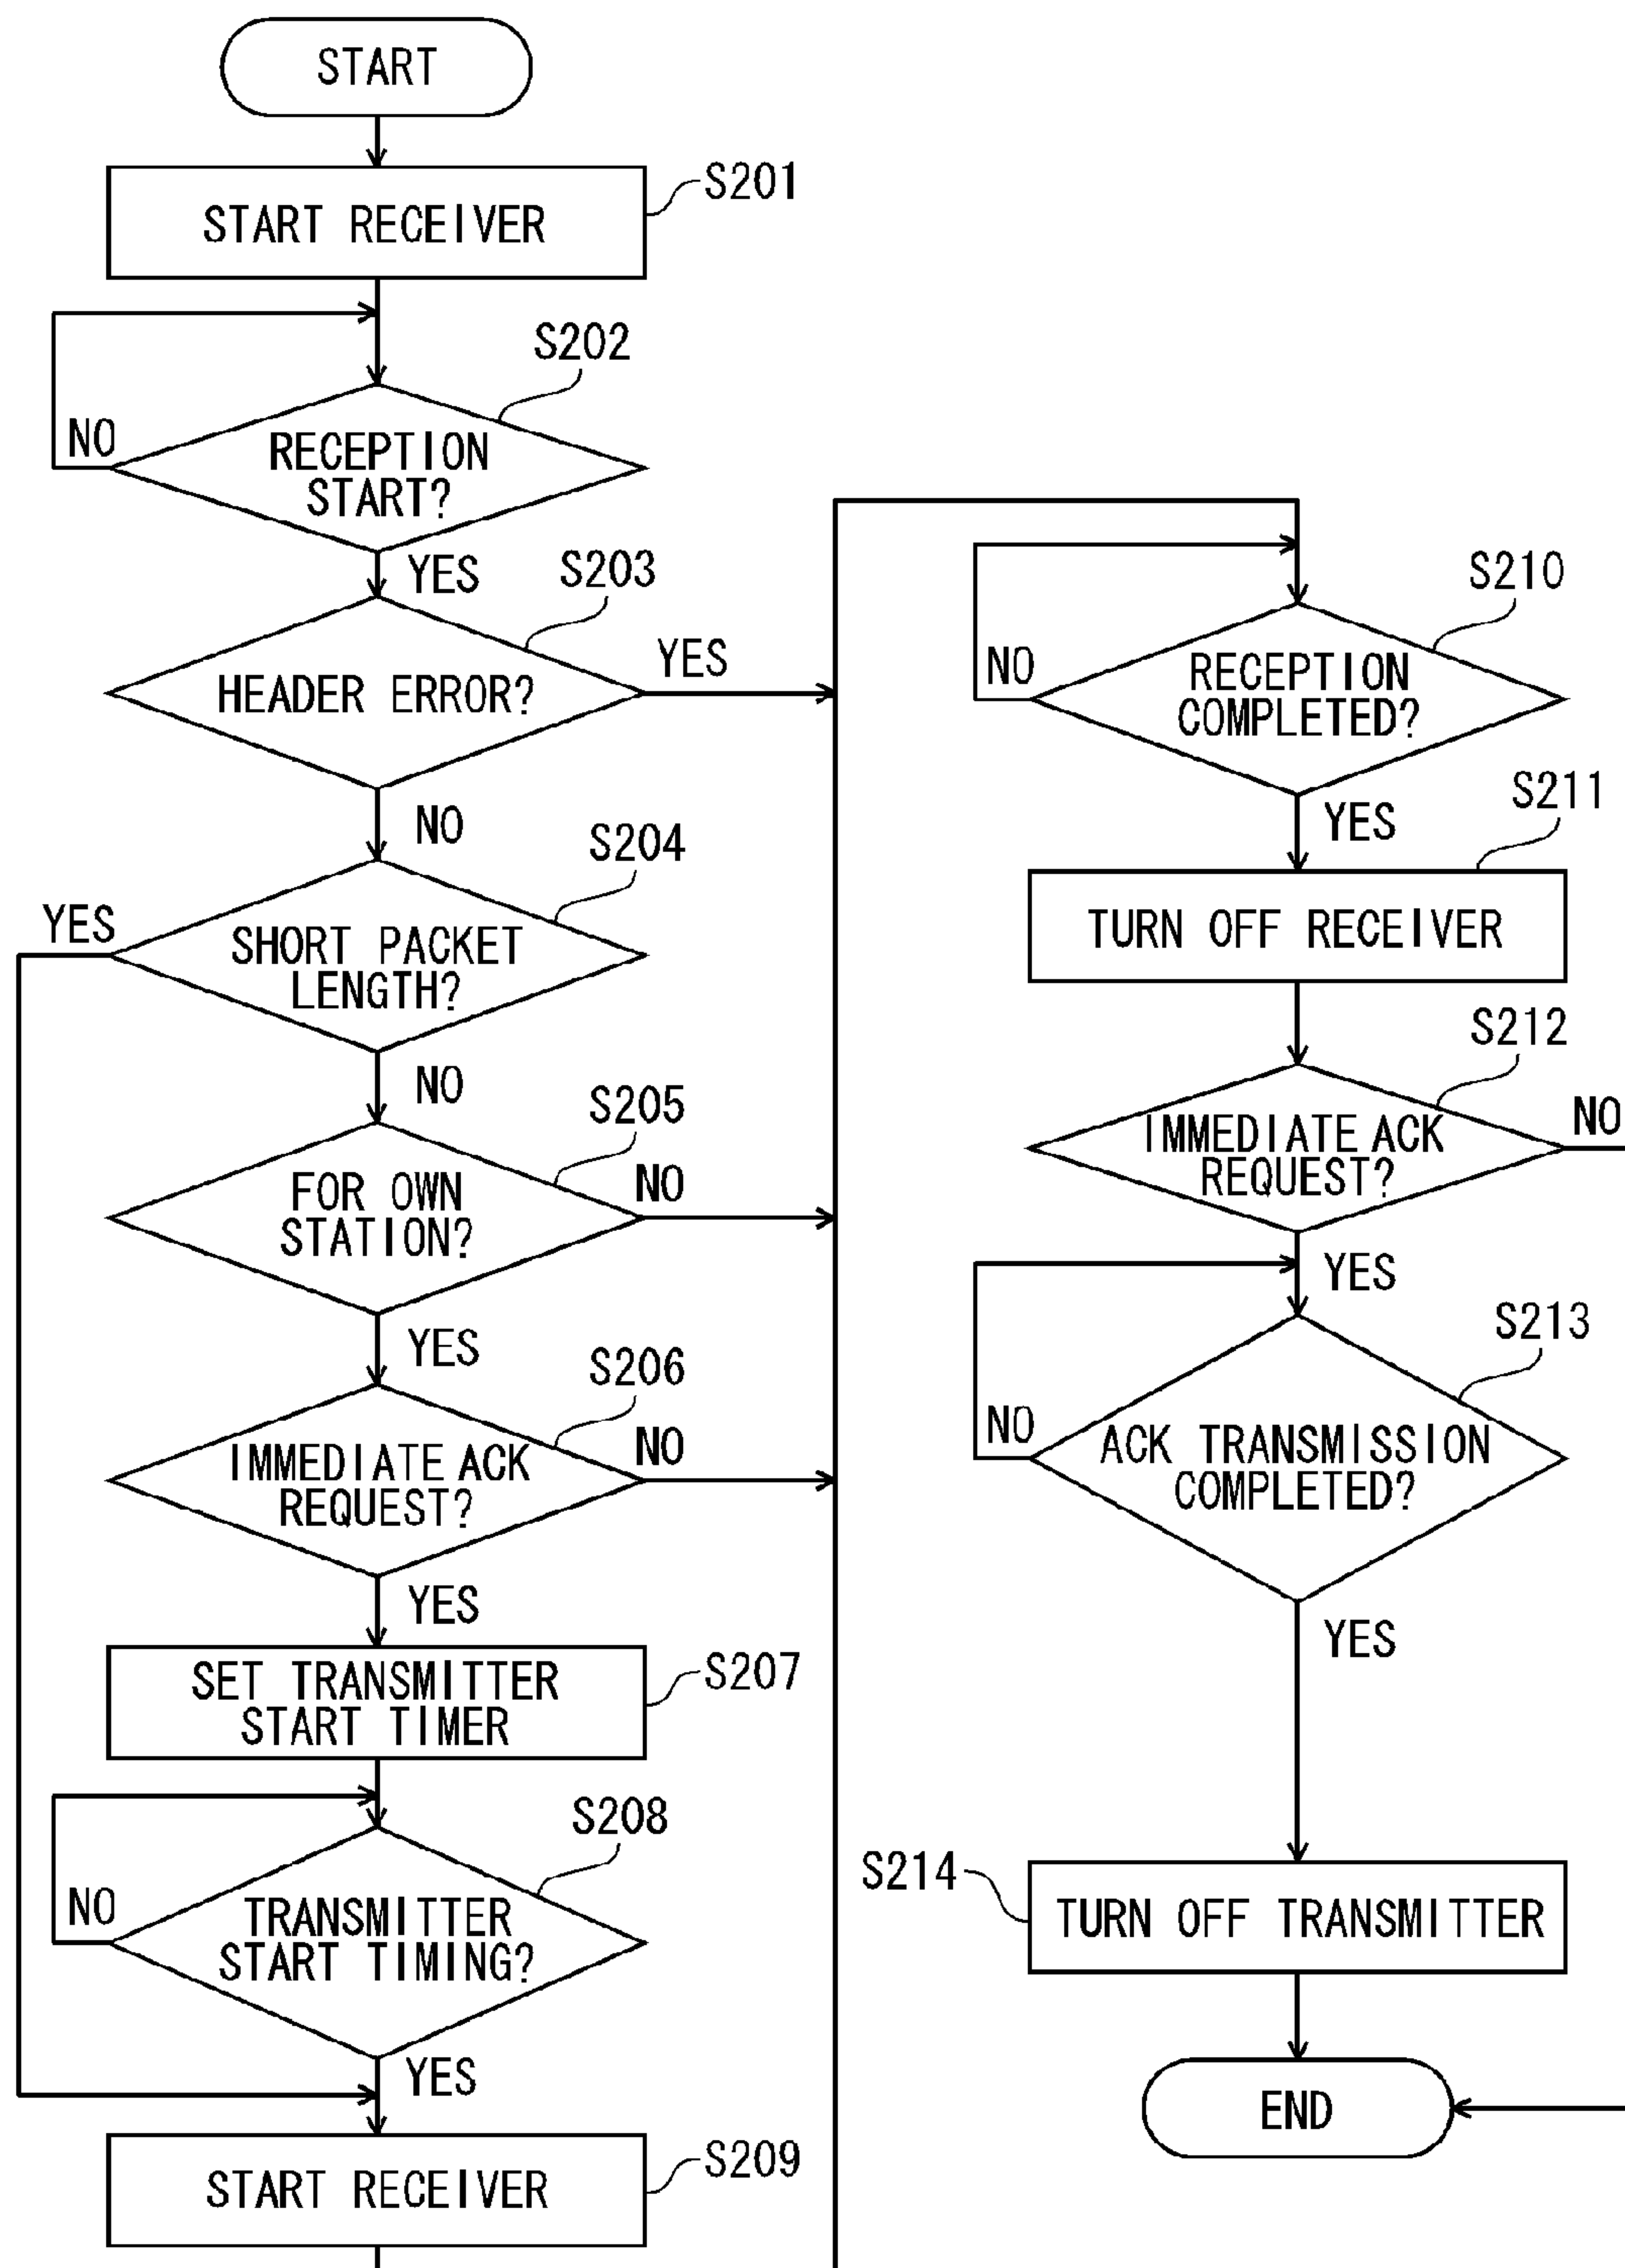 START
S201
START RECEIVER
S202
NO
RECEPTION
START?
YES
S203
YES
HEADER ERROR?
NO
S204
YES
SHORT PACKET
LENGTH?
NO
S205
FOR OWN
STATION?
NO
YES
S206
IMMEDIATE ACK
REQUEST?
NO
YES
SET TRANSMITTER
START TIMER
S207
S208
NO
TRANSMITTER
START TIMING?
YES
START RECEIVER
S209
S210
NO
RECEPTION
COMPLETED?
YES
S211
TURN OFF RECEIVER
S212
IMMEDIATE ACK
REQUEST?
NO
YES
S213
NO
ACK TRANSMISSION
COMPLETED?
YES
S214
TURN OFF TRANSMITTER
END